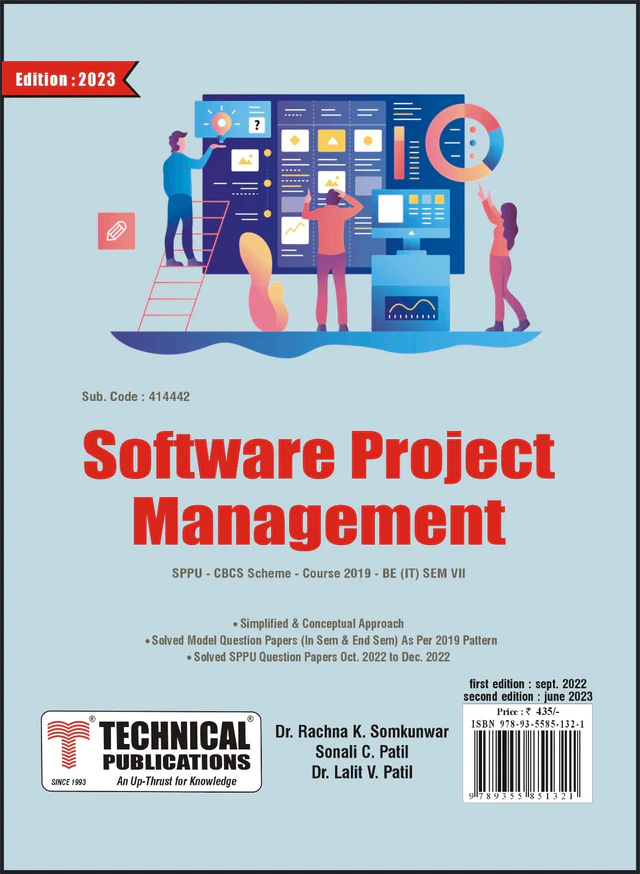 Edition : 2023
?
Sub. Code : 414442
Software Project
Management
SPPU - CBCS Scheme - Course 2019 - BE (IT) SEM VII
• Simplified & Conceptual Approach
• Solved Model Question Papers (In Sem & End Sem) As Per 2019 Pattern
• Solved SPPU Question Papers Oct. 2022 to Dec. 2022
first edition : sept. 2022
second edition : june 2023
Price : ₹ 435/-
ISBN 978-93-5585-132-1
9 789355 851321
®
TECHNICAL®
PUBLICATIONS
SINCE 1993
An Up-Thrust for Knowledge
Dr. Rachna K. Somkunwar
Sonali C. Patil
Dr. Lalit V. Patil